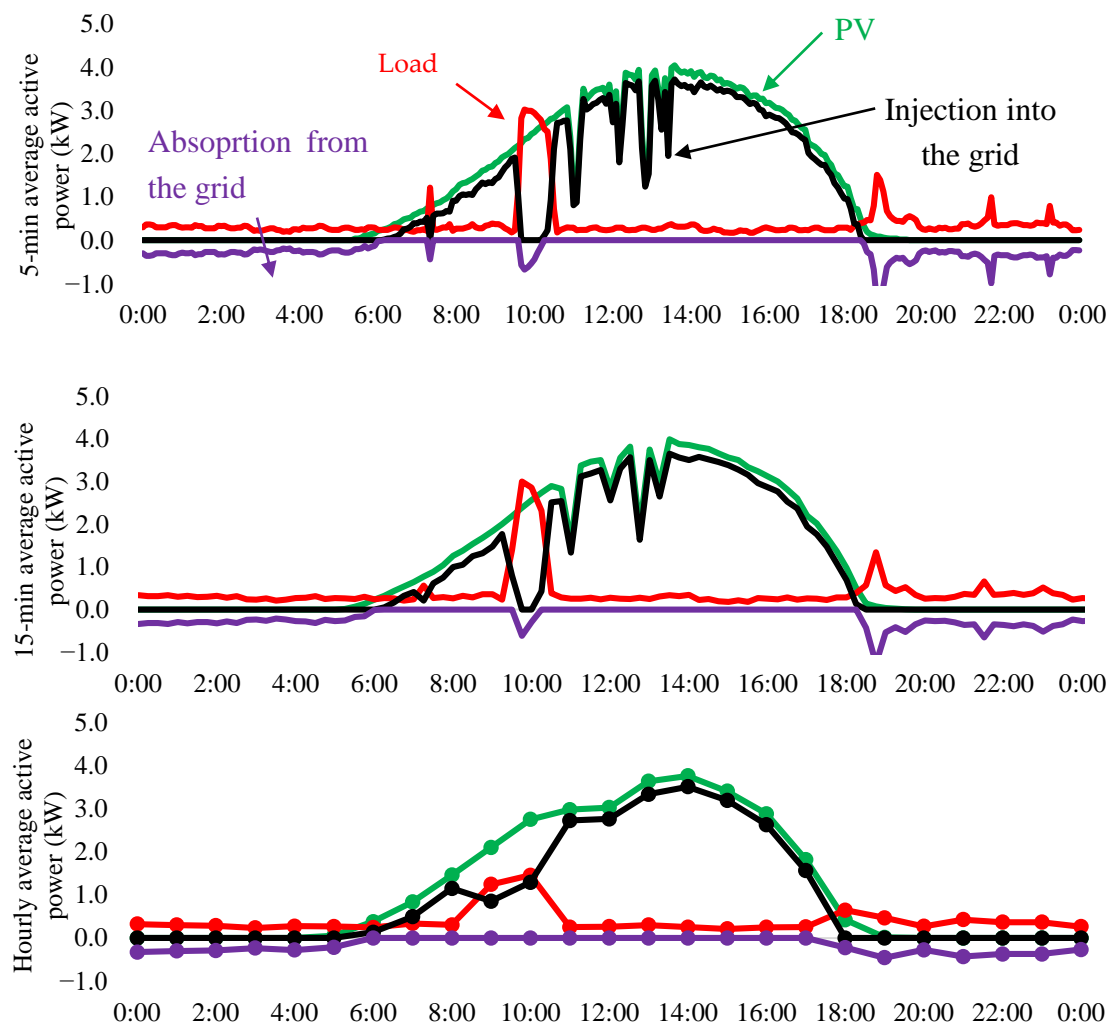 5-min average active
power (kW)
5.0
4.0
3.0
2.0
1.0
0.0
−1.0
PV
Load
Injection into
the grid
Absoprtion from
the grid
0:00 2:00 4:00 6:00 8:00 10:00 12:00 14:00 16:00 18:00 20:00 22:00 0:00
15-min average active
power (kW)
5.0
4.0
3.0
2.0
1.0
0.0
−1.0
0:00 2:00 4:00 6:00 8:00 10:00 12:00 14:00 16:00 18:00 20:00 22:00 0:00
Hourly average active
power (kW)
5.0
4.0
3.0
2.0
1.0
0.0
−1.0
0:00 2:00 4:00 6:00 8:00 10:00 12:00 14:00 16:00 18:00 20:00 22:00 0:00